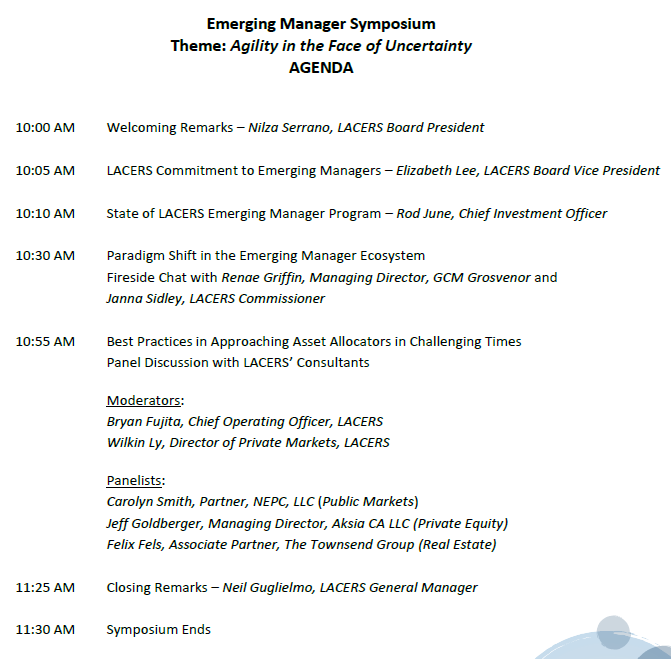 Emerging Manager Symposium
Theme: Agility in the Face of Uncertainty
AGENDA
10:00 AM Welcoming Remarks – Nilza Serrano, LACERS Board President
10:05 AM LACERS Commitment to Emerging Managers – Elizabeth Lee, LACERS Board Vice President
10:10 AM State of LACERS Emerging Manager Program – Rod June, Chief Investment Officer
10:30 AM Paradigm Shift in the Emerging Manager Ecosystem
Fireside Chat with Renae Griffin, Managing Director, GCM Grosvenor and
Janna Sidley, LACERS Commissioner
10:55 AM Best Practices in Approaching Asset Allocators in Challenging Times
Panel Discussion with LACERS’ Consultants
Moderators:
Bryan Fujita, Chief Operating Officer, LACERS
Wilkin Ly, Director of Private Markets, LACERS
Panelists:
Carolyn Smith, Partner, NEPC, LLC (Public Markets)
Jeff Goldberger, Managing Director, Aksia CA LLC (Private Equity)
Felix Fels, Associate Partner, The Townsend Group (Real Estate)
11:25 AM Closing Remarks – Neil Guglielmo, LACERS General Manager
11:30 AM Symposium Ends